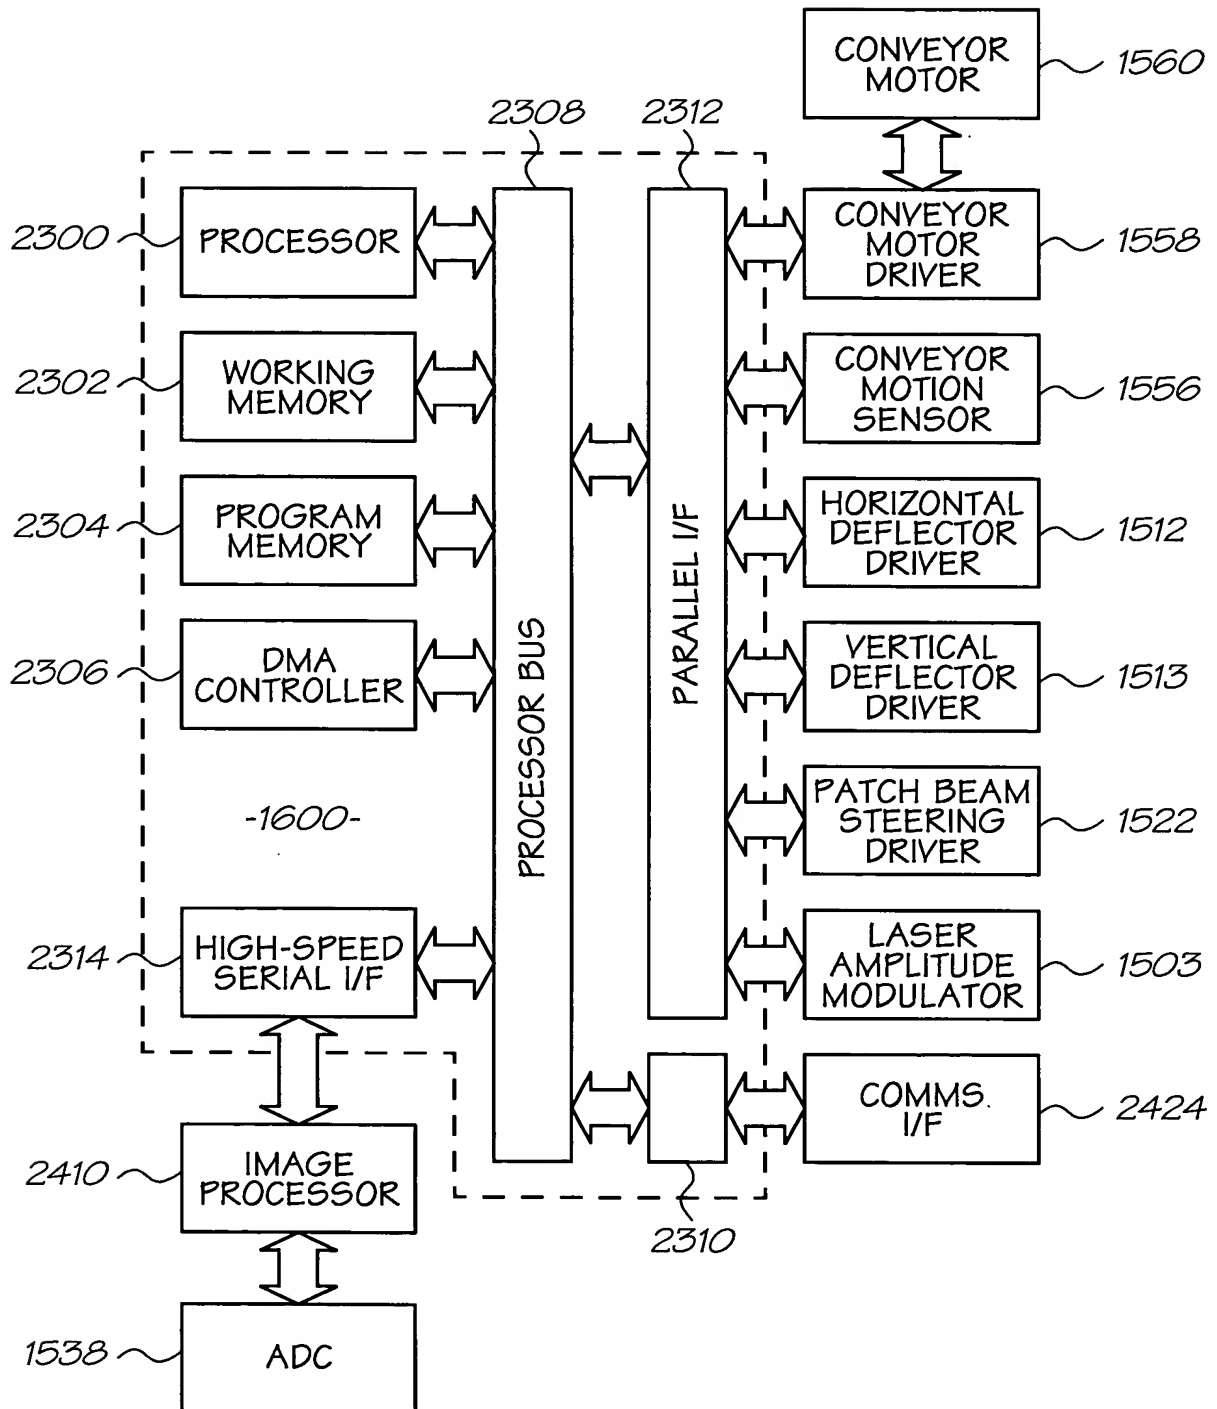 CONVEYOR
MOTOR
1560
2308
2312
2300
PROCESSOR
CONVEYOR
MOTOR
DRIVER
1558
2302
WORKING
MEMORY
CONVEYOR
MOTION
SENSOR
1556
2304
PROGRAM
MEMORY
HORIZONTAL
DEFLECTOR
DRIVER
1512
2306
DMA
CONTROLLER
PROCESSOR BUS
PARALLEL I/F
VERTICAL
DEFLECTOR
DRIVER
1513
-1600-
PATCH BEAM
STEERING
DRIVER
1522
2314
HIGH-SPEED
SERIAL I/F
LASER
AMPLITUDE
MODULATOR
1503
COMMS.
I/F
2424
2410
IMAGE
PROCESSOR
2310
1538
ADC